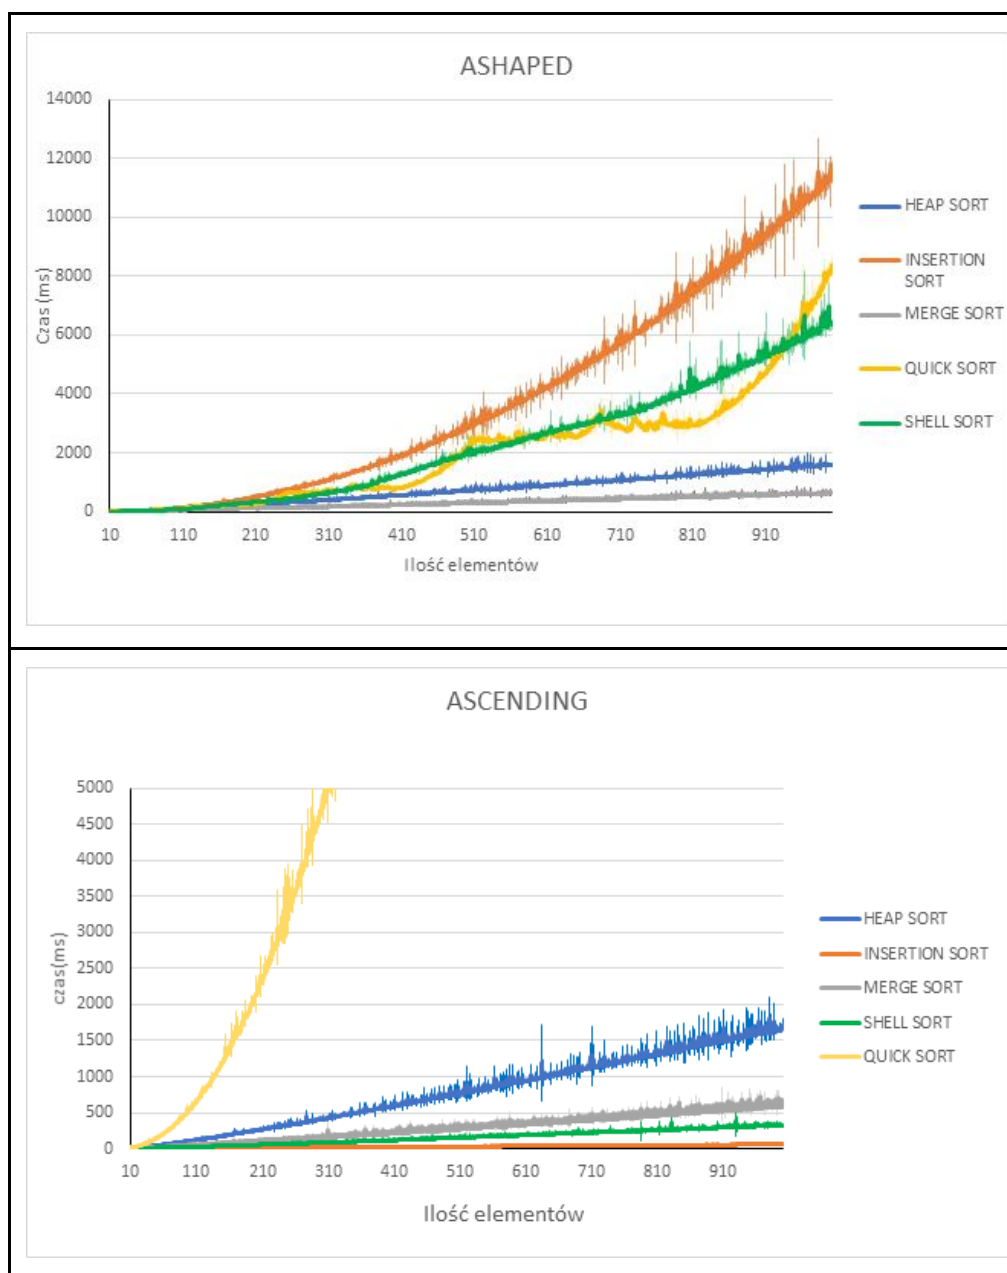 ASHAPED
14000
12000
10000
8000
6000
4000
2000
0
Czas (ms)
10 110 210 310 410 510 610 710 810 910
Ilość elementów
HEAP SORT
INSERTION
SORT
MERGE SORT
QUICK SORT
SHELL SORT
ASCENDING
5000
4500
4000
3500
3000
2500
2000
1500
1000
500
0
czas(ms)
10 110 210 310 410 510 610 710 810 910
Ilość elementów
HEAP SORT
INSERTION SORT
MERGE SORT
SHELL SORT
QUICK SORT